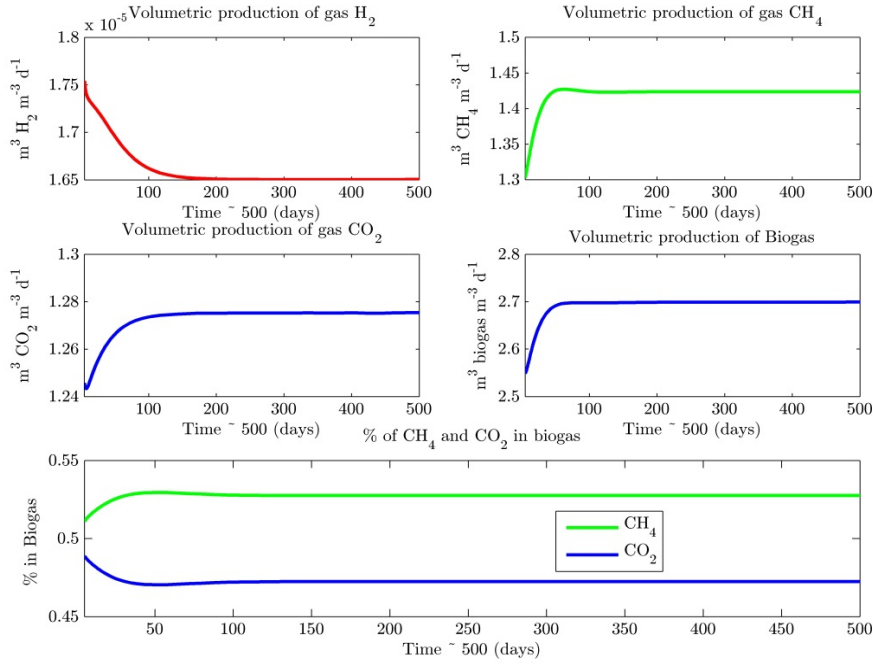 Volumetric production of gas H₂
x 10⁻⁵
1.8
1.75
1.7
1.65
m³ H₂ m⁻³ d⁻¹
100 200 300 400 500
Time ~ 500 (days)
Volumetric production of gas CH₄
1.5
1.45
1.4
1.35
1.3
m³ CH₄ m⁻³ d⁻¹
100 200 300 400 500
Time ~ 500 (days)
Volumetric production of gas CO₂
1.3
1.28
1.26
1.24
m³ CO₂ m⁻³ d⁻¹
100 200 300 400 500
Time ~ 500 (days)
Volumetric production of Biogas
2.8
2.7
2.6
2.5
m³ biogas m⁻³ d⁻¹
100 200 300 400 500
Time ~ 500 (days)
% of CH₄ and CO₂ in biogas
0.55
0.5
0.45
% in Biogas
CH₄
CO₂
50 100 150 200 250 300 350 400 450 500
Time ~ 500 (days)